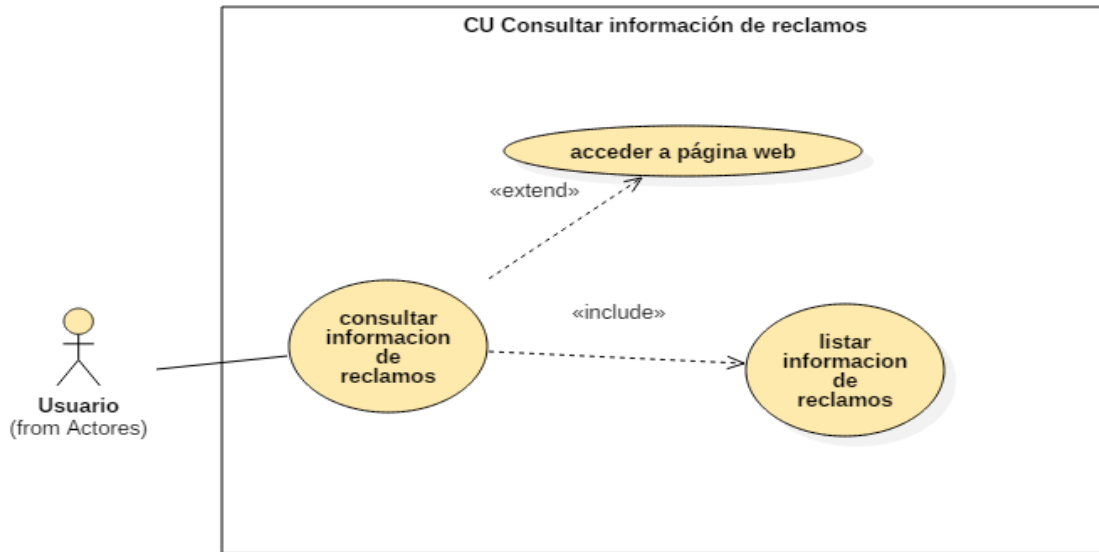 CU Consultar información de reclamos
acceder a página web
«extend»
«include»
consultar
informacion
de
reclamos
listar
informacion
de
reclamos
Usuario
(from Actores)